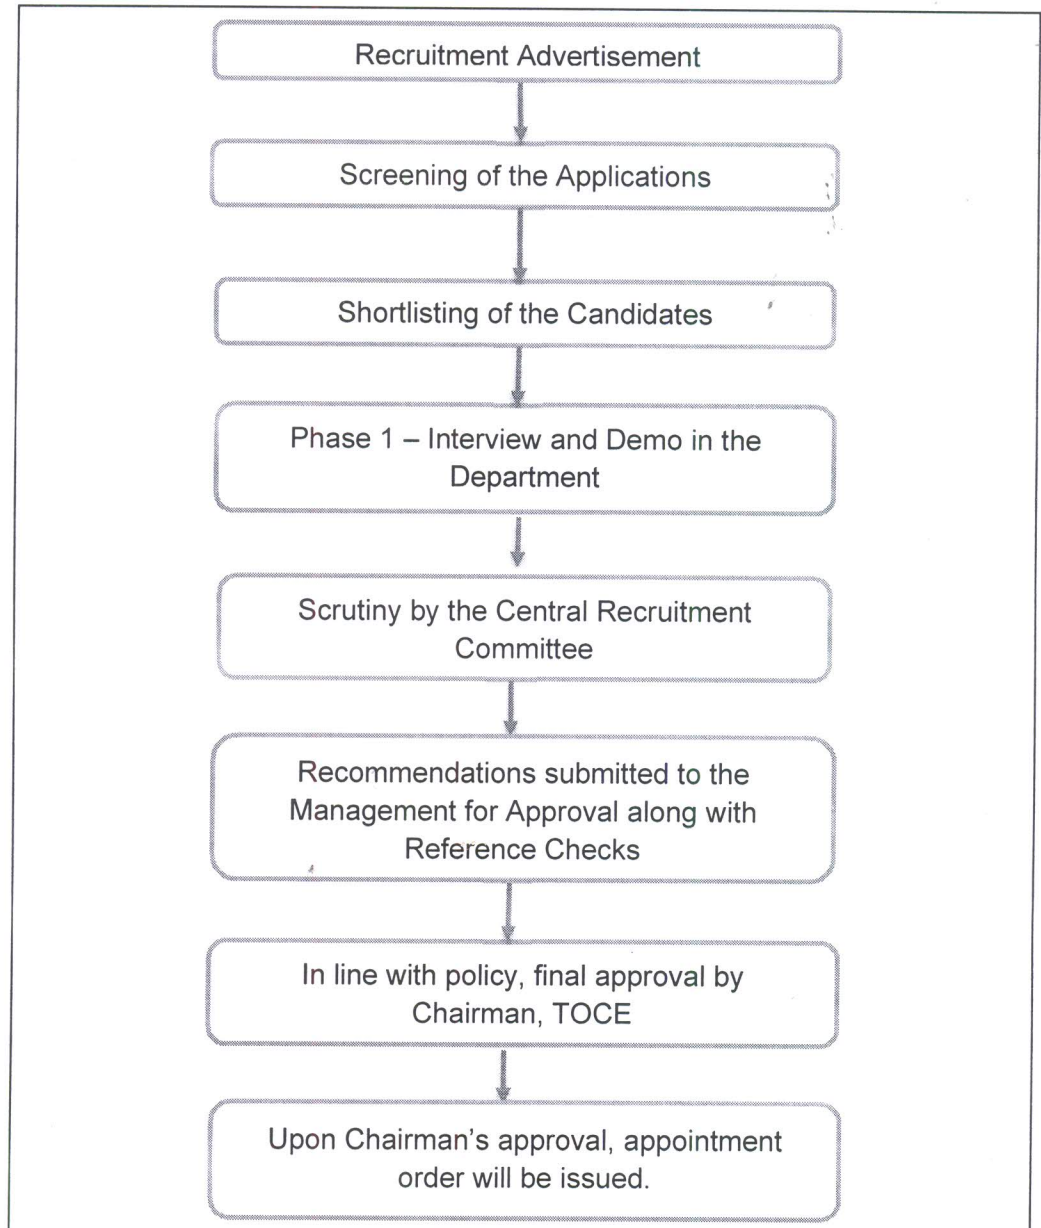 Recruitment Advertisement
Screening of the Applications
Shortlisting of the Candidates
Phase 1 – Interview and Demo in the
Department
Scrutiny by the Central Recruitment
Committee
Recommendations submitted to the
Management for Approval along with
Reference Checks
In line with policy, final approval by
Chairman, TOCE
Upon Chairman’s approval, appointment
order will be issued.